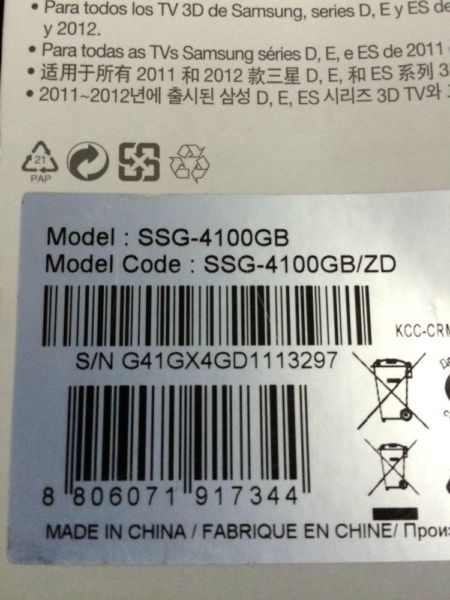 • Para todos los TV 3D de Samsung, series D, E y ES de
y 2012.
• Para todas as TVs Samsung séries D, E, e ES de 2011
• 适用于所有 2011 和 2012 款三星 D, E, 和 ES 系列
• 2011~2012년에 출시된 삼성 D, E, ES 시리즈 3D TV와
21
PAP
Model : SSG-4100GB
Model Code : SSG-4100GB/ZD
KCC-CRM
S/N G41GX4GD1113297
8 806071 917344
MADE IN CHINA / FABRIQUE EN CHINE/ Произ